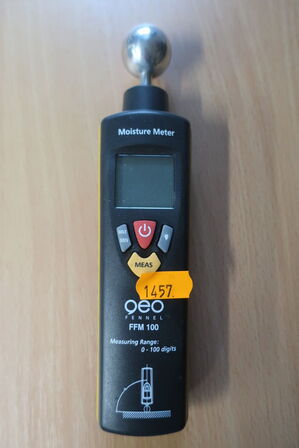 Moisture Meter
MEAS
1457.
geo
FENNEL
FFM 100
Measuring Range:
0 - 100 digits